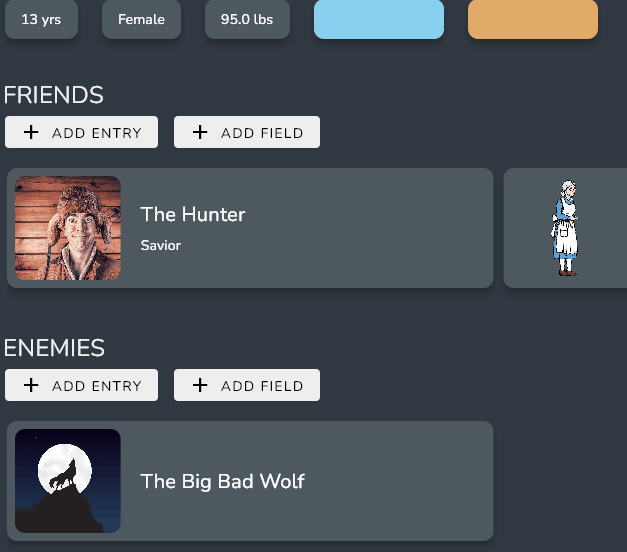 13 yrs Female 95.0 lbs
FRIENDS
+ ADD ENTRY + ADD FIELD
The Hunter
Savior
ENEMIES
+ ADD ENTRY + ADD FIELD
The Big Bad Wolf